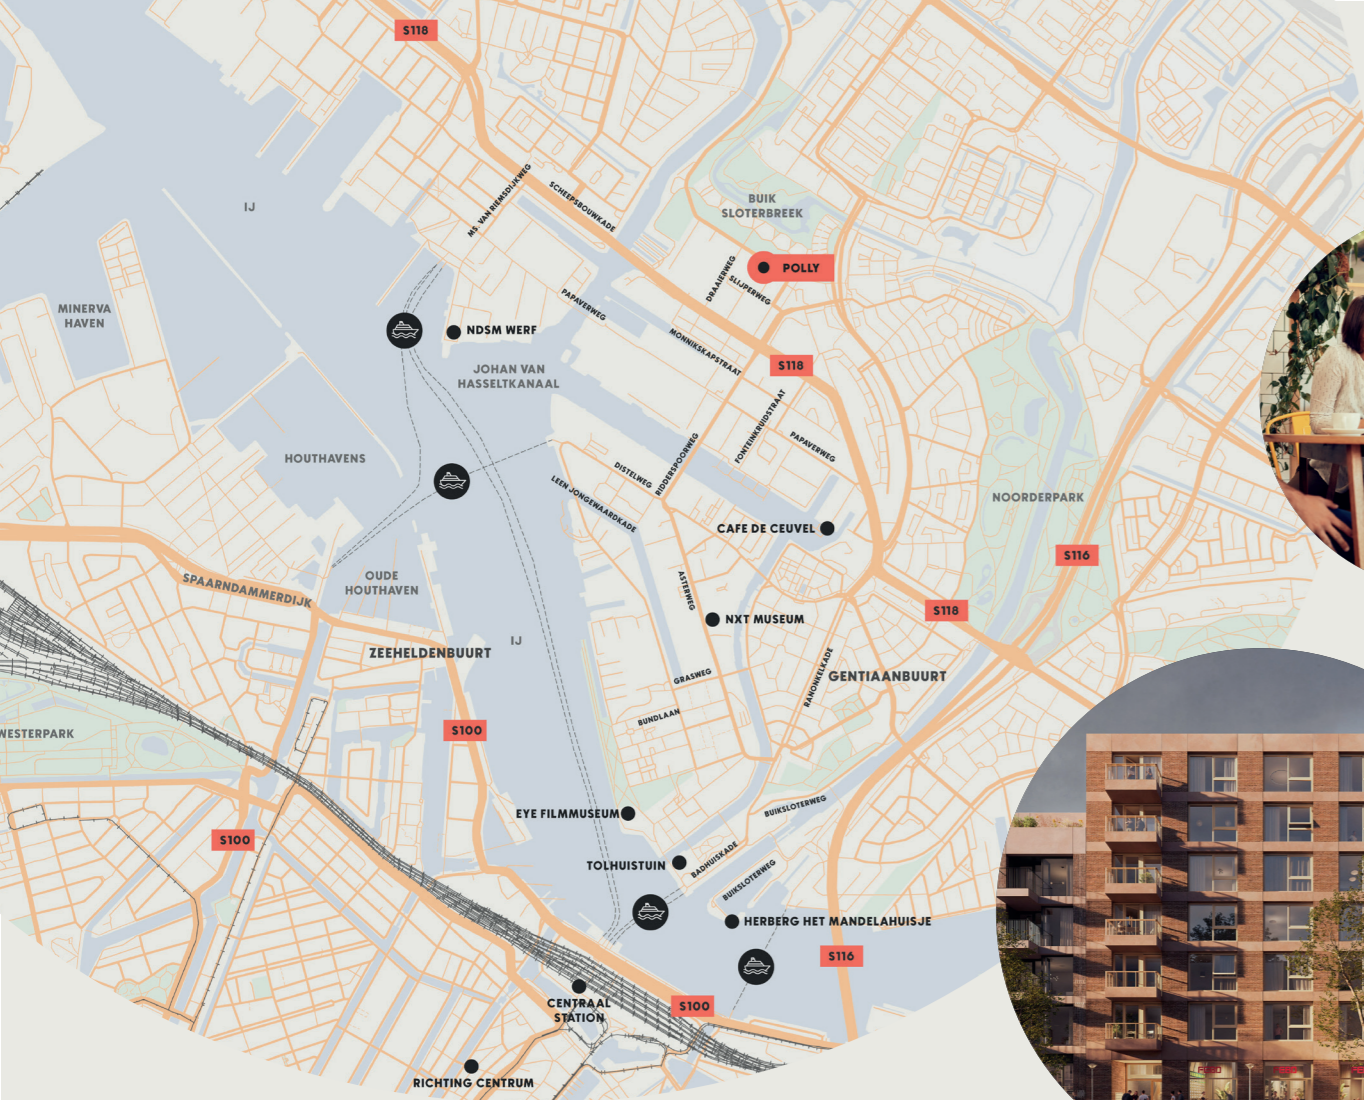 S118
IJ
MS. VAN RIEMSDIJKWEG
SCHEEPSBOUWKADE
BUIK
SLOTERBREEK
POLLY
DRAAIERWEG
SLIJPERWEG
MINERVA
HAVEN
PAPAVERWEG
NDSM WERF
MONNIKSKAPSTRAAT
S118
JOHAN VAN
HASSELTKANAAL
FONTEINKRUIDSTRAAT
PAPAVERWEG
RIDDERSPOORWEG
HOUTHAVENS
DISTELWEG
LEEN JONGEWAARDKADE
NOORDERPARK
CAFE DE CEUVEL
S116
SPAARNDAMMERDIJK
OUDE
HOUTHAVEN
ASTERWEG
S118
NXT MUSEUM
IJ
ZEEHELDENBUURT
GRASWEG
RANONKELKADE
GENTIAANBUURT
BUNDLAAN
WESTERPARK
S100
BUIKSLOTERWEG
EYE FILMMUSEUM
S100
TOLHUISTUIN
BADHUISKADE
BUIKSLOTERWEG
HERBERG HET MANDELAHUISJE
S116
CENTRAAL
STATION
S100
RICHTING CENTRUM